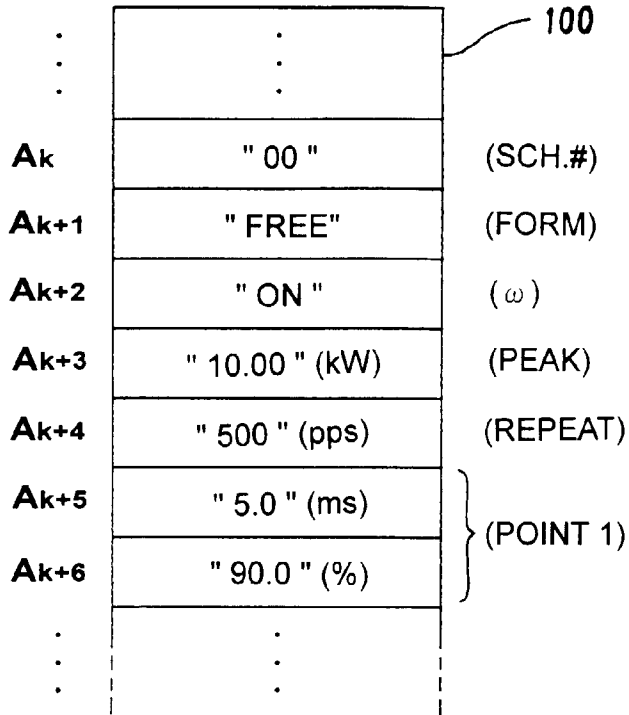 100
Ak " 00 " (SCH.#)
Ak+1 " FREE" (FORM)
Ak+2 " ON " (ω)
Ak+3 " 10.00 " (kW) (PEAK)
Ak+4 " 500 " (pps) (REPEAT)
Ak+5 " 5.0 " (ms)
(POINT 1)
Ak+6 " 90.0 " (%)